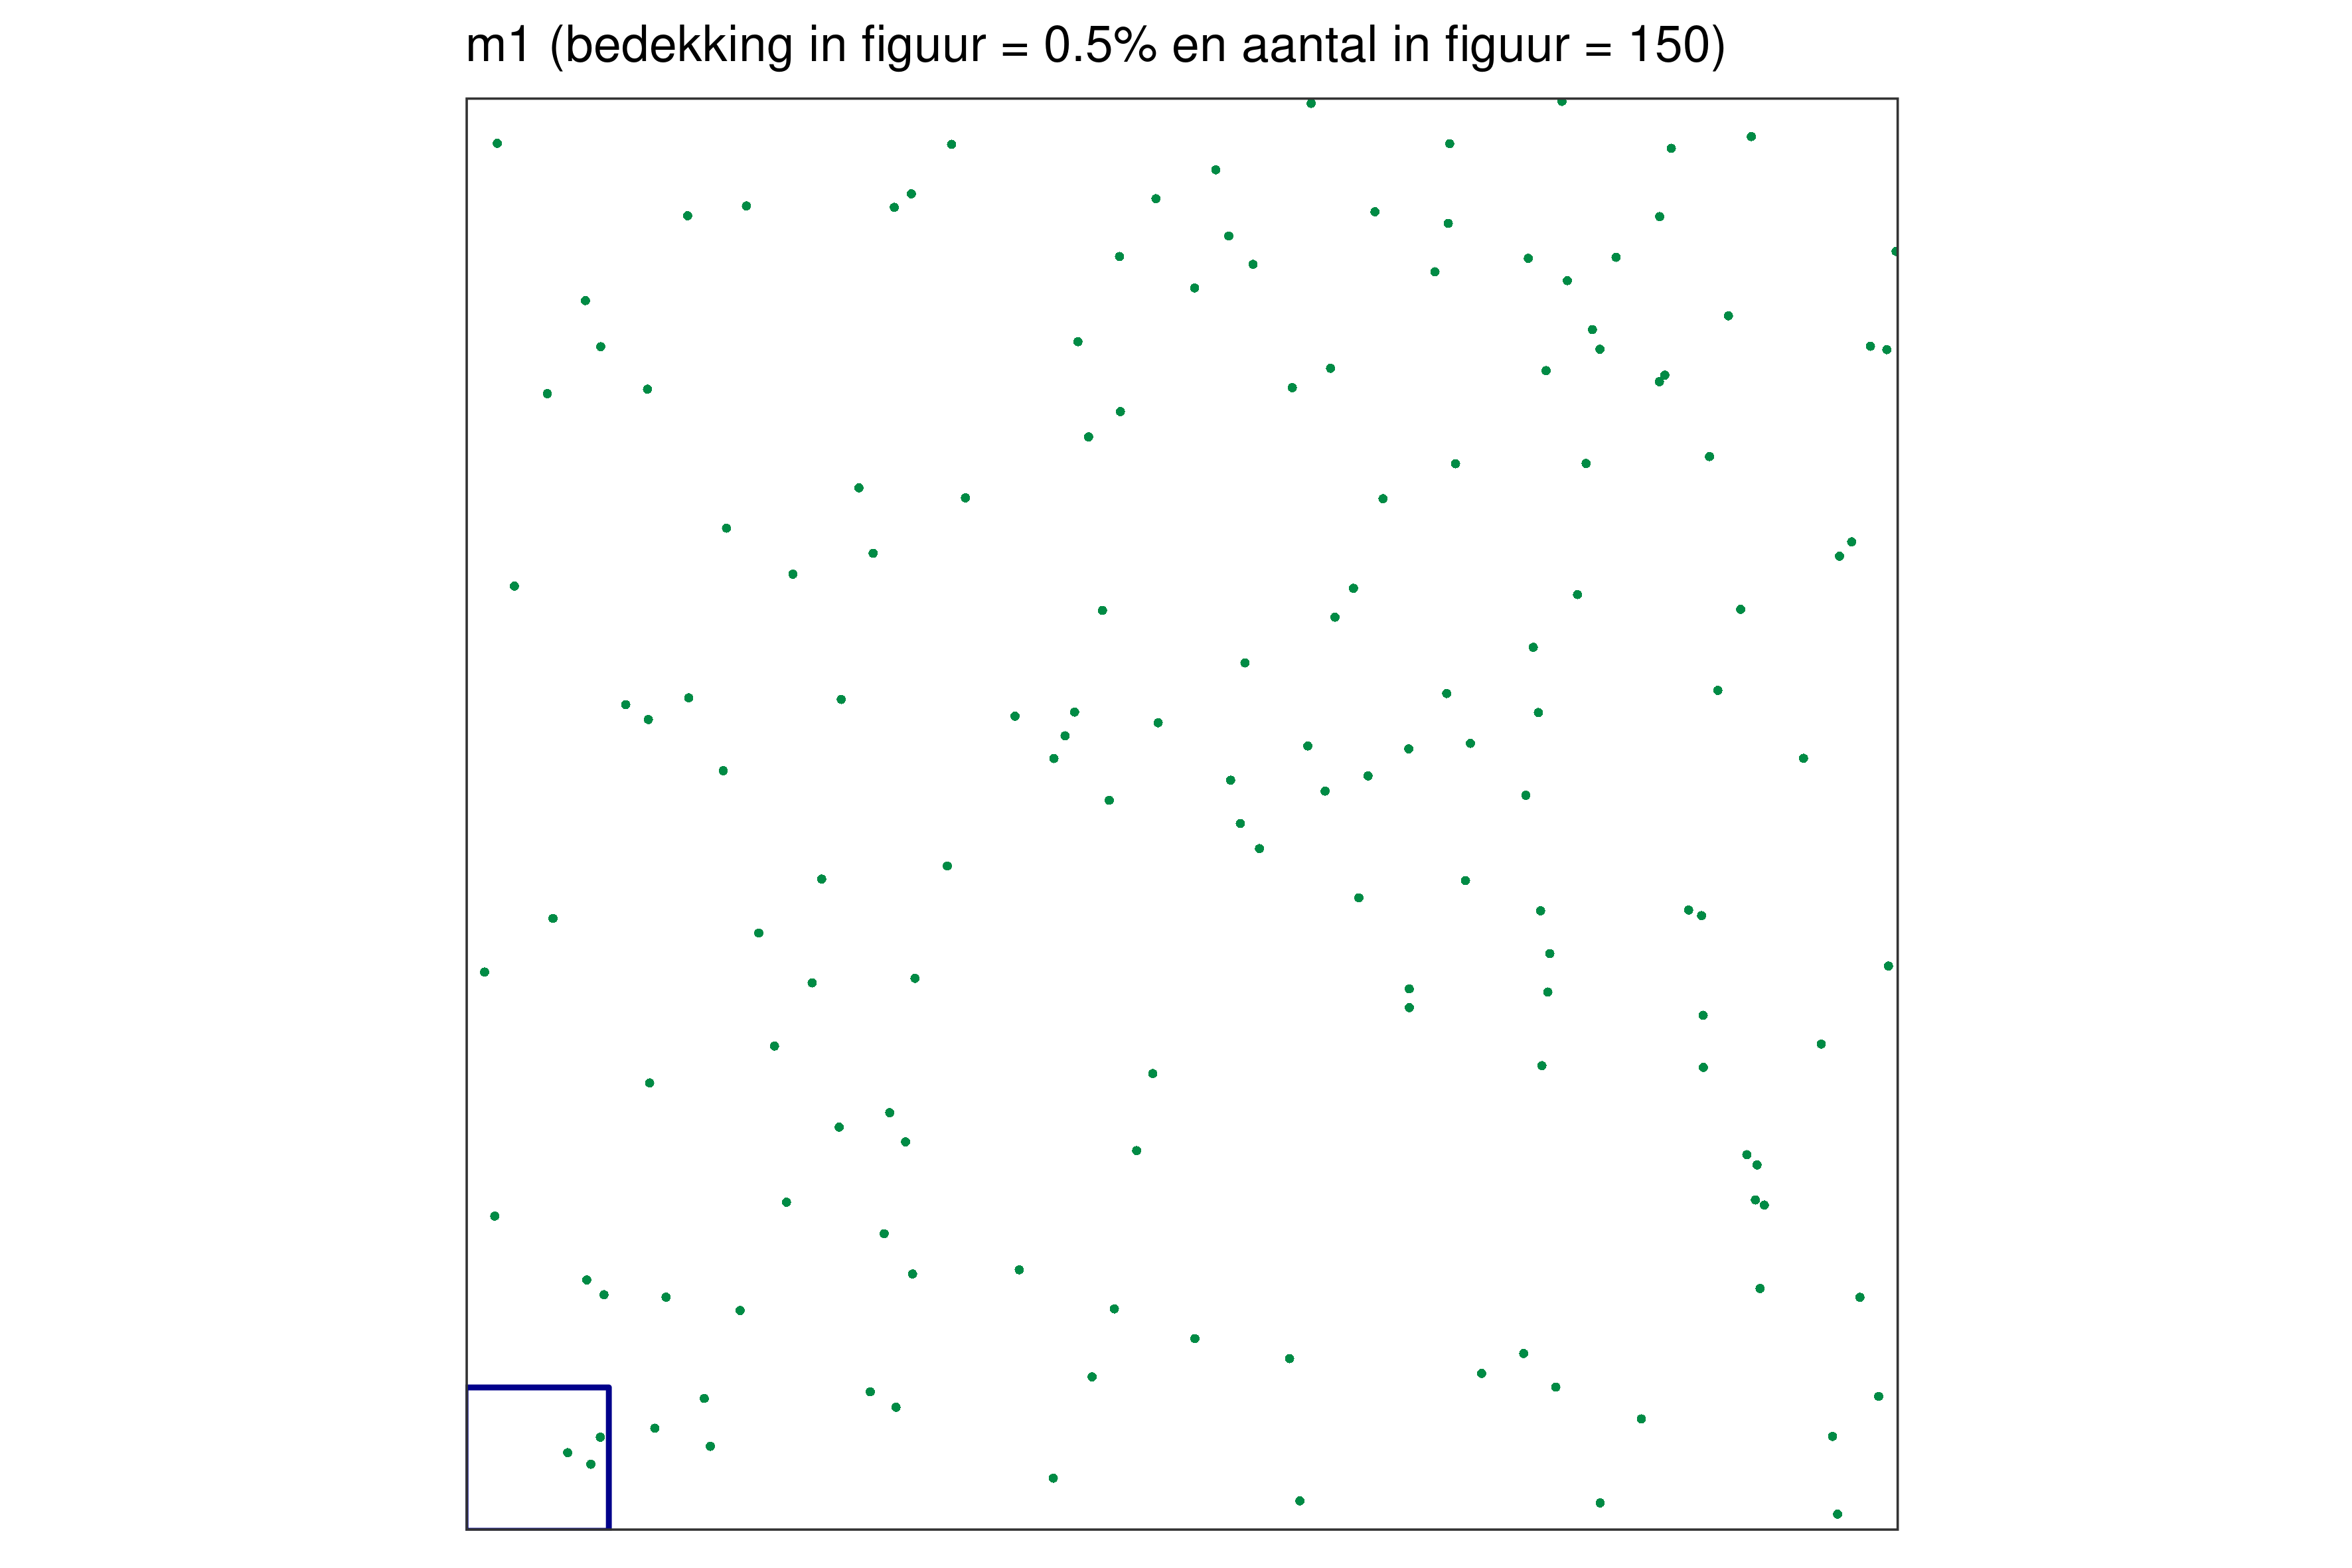 m1 (bedekking in figuur = 0.5% en aantal in figuur = 150)